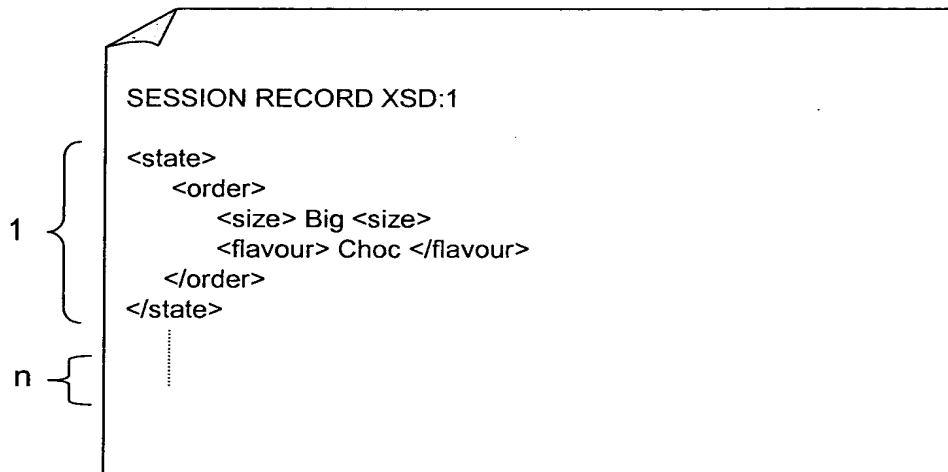 SESSION RECORD XSD:1
<state>
<order>
<size> Big <size>
<flavour> Choc </flavour>
1
</order>
</state>
n